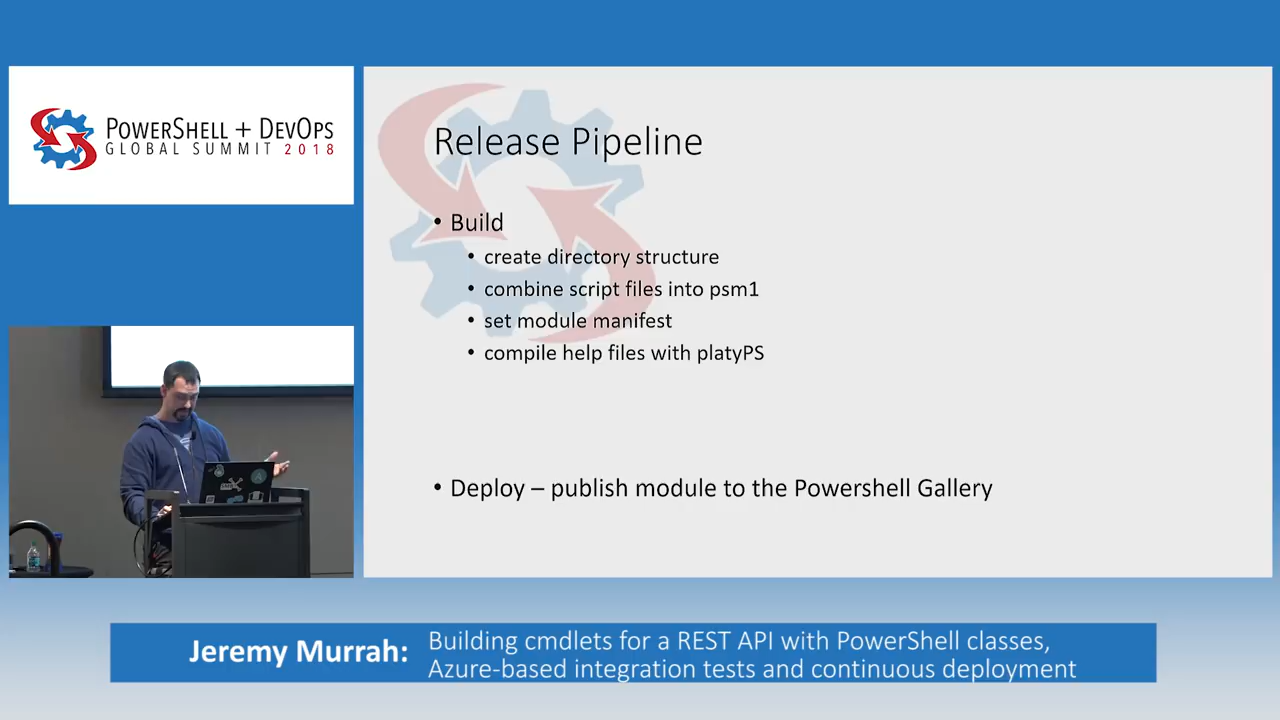 POWERSHELL + DEVOPS
GLOBAL SUMMIT 2018
Release Pipeline
• Build
• create directory structure
• combine script files into psm1
• set module manifest
• compile help files with platyPS
• Deploy – publish module to the Powershell Gallery
Jeremy Murrah:
Building cmdlets for a REST API with PowerShell classes,
Azure-based integration tests and continuous deployment